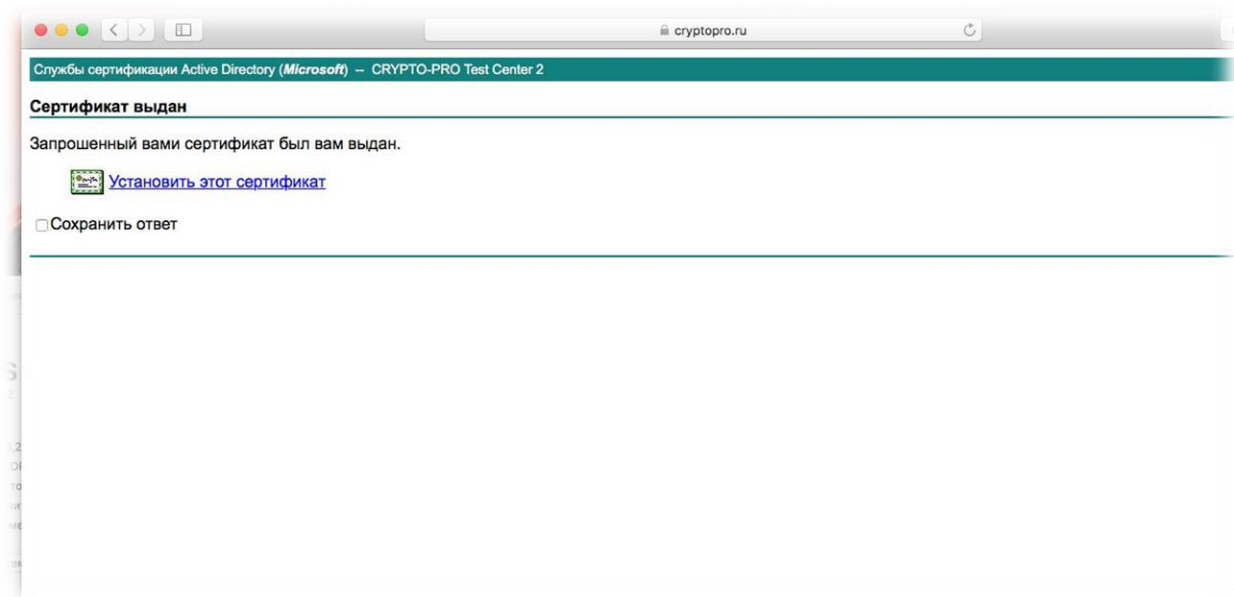 cryptopro.ru
Службы сертификации Active Directory (Microsoft) -- CRYPTO-PRO Test Center 2
Сертификат выдан
Запрошенный вами сертификат был вам выдан.
Установить этот сертификат
Сохранить ответ